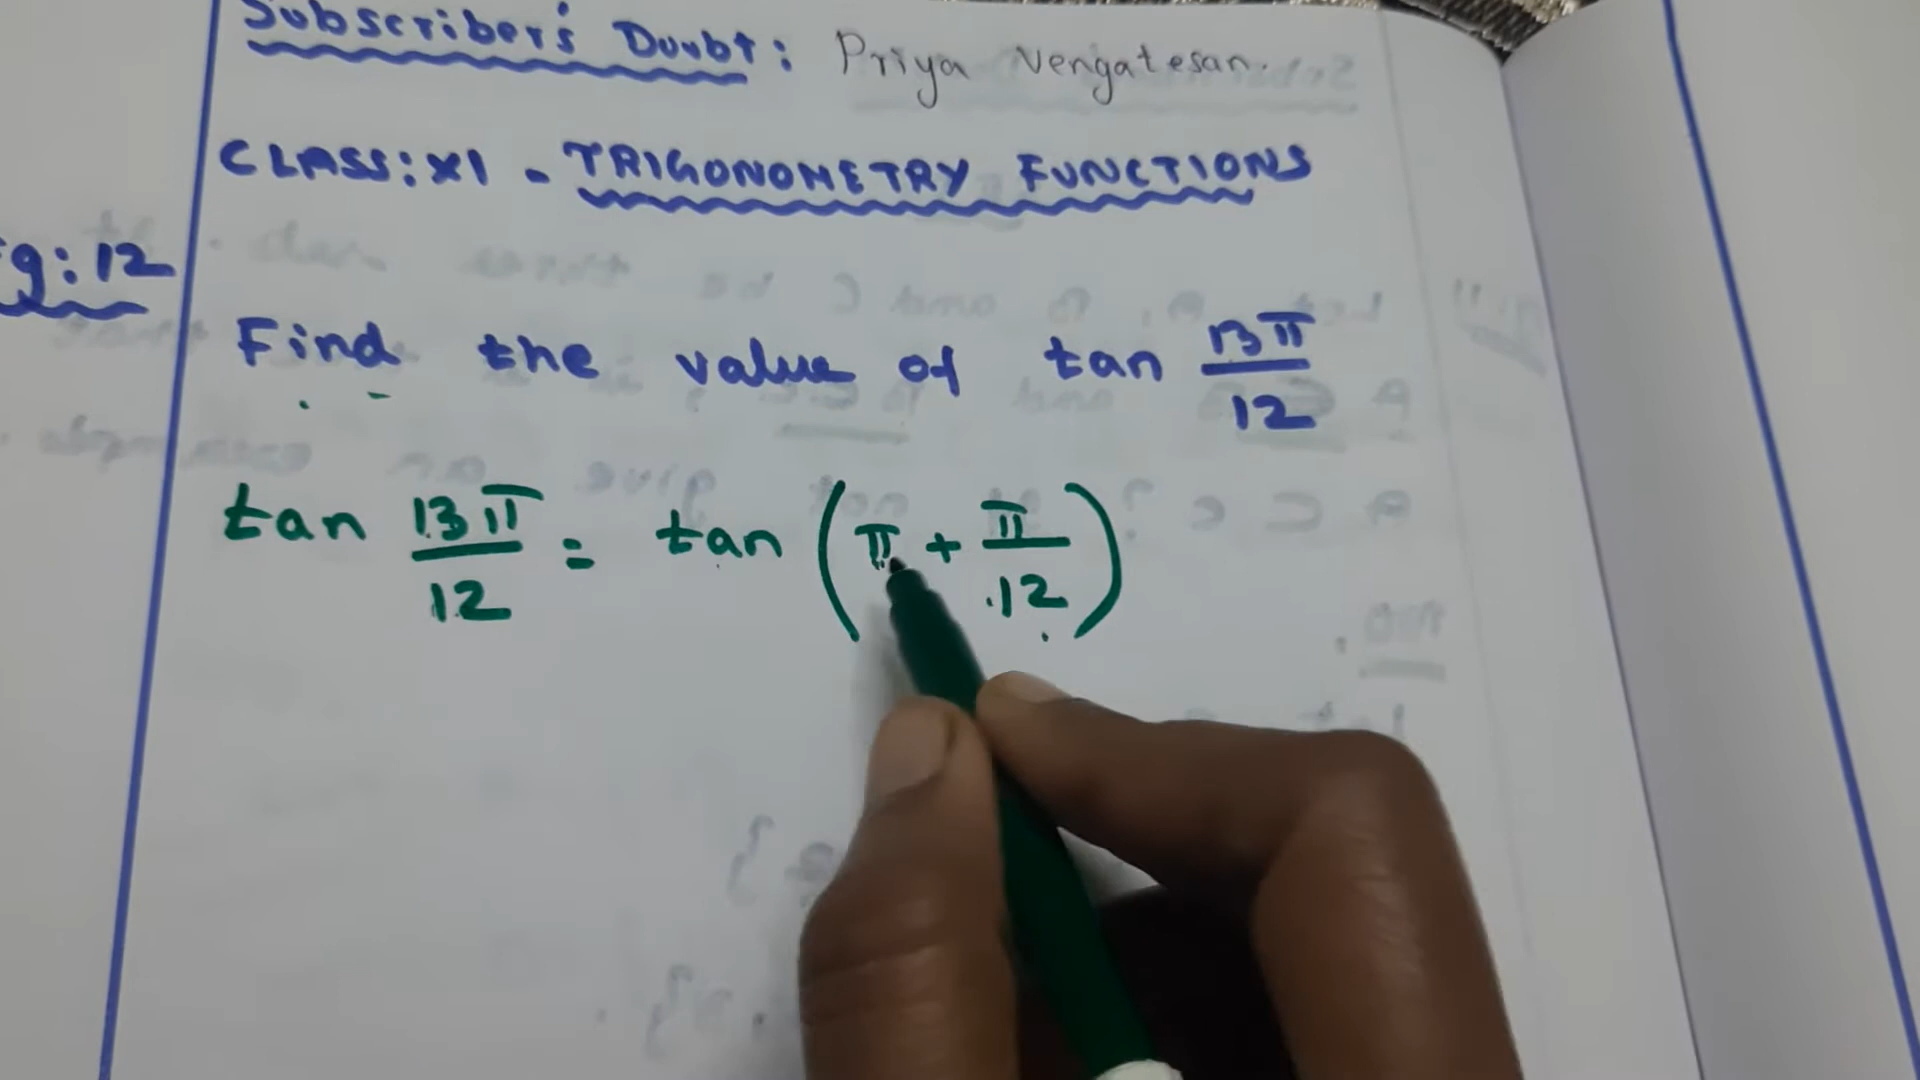 Subscriber's Doubt: Priya Vengatesan.
CLASS: XI - TRIGONOMETRY FUNCTIONS
g: 12
Find the value of tan 13π/12
tan 13π/12 = tan (π + π/12)